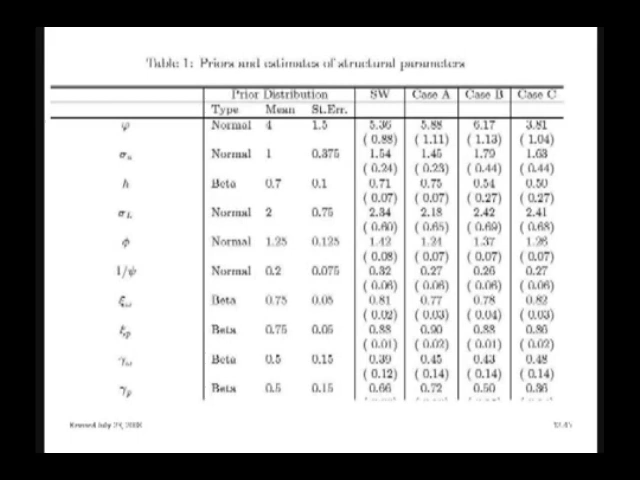 Table 1: Priors and estimates of structural parameters
Prior Distribution SW Case A Case B Case C
Type Mean St.Err.
φ Normal 4 1.5 5.36 5.88 6.17 3.81
( 0.88) ( 1.11) ( 1.13) ( 1.04)
Normal 1 0.375 1.54 1.45 1.79 1.63
( 0.24) ( 0.23) ( 0.44) ( 0.44)
h Beta 0.7 0.1 0.71 0.75 0.54 0.50
( 0.07) ( 0.07) ( 0.27) ( 0.27)
σL Normal 2 0.75 2.34 2.18 2.42 2.41
( 0.60) ( 0.65) ( 0.69) ( 0.68)
ϕ Normal 1.25 0.125 1.42 1.24 1.37 1.26
( 0.08) ( 0.07) ( 0.07) ( 0.07)
1/ψ Normal 0.2 0.075 0.32 0.27 0.26 0.27
( 0.06) ( 0.06) ( 0.06) ( 0.06)
ξω Beta 0.75 0.05 0.81 0.77 0.78 0.82
( 0.02) ( 0.03) ( 0.04) ( 0.03)
ξp Beta 0.75 0.05 0.88 0.90 0.88 0.86
( 0.01) ( 0.02) ( 0.01) ( 0.02)
γω Beta 0.5 0.15 0.39 0.45 0.43 0.48
( 0.12) ( 0.14) ( 0.14) ( 0.14)
γp Beta 0.5 0.15 0.66 0.72 0.50 0.36
Revised July 23, 2008